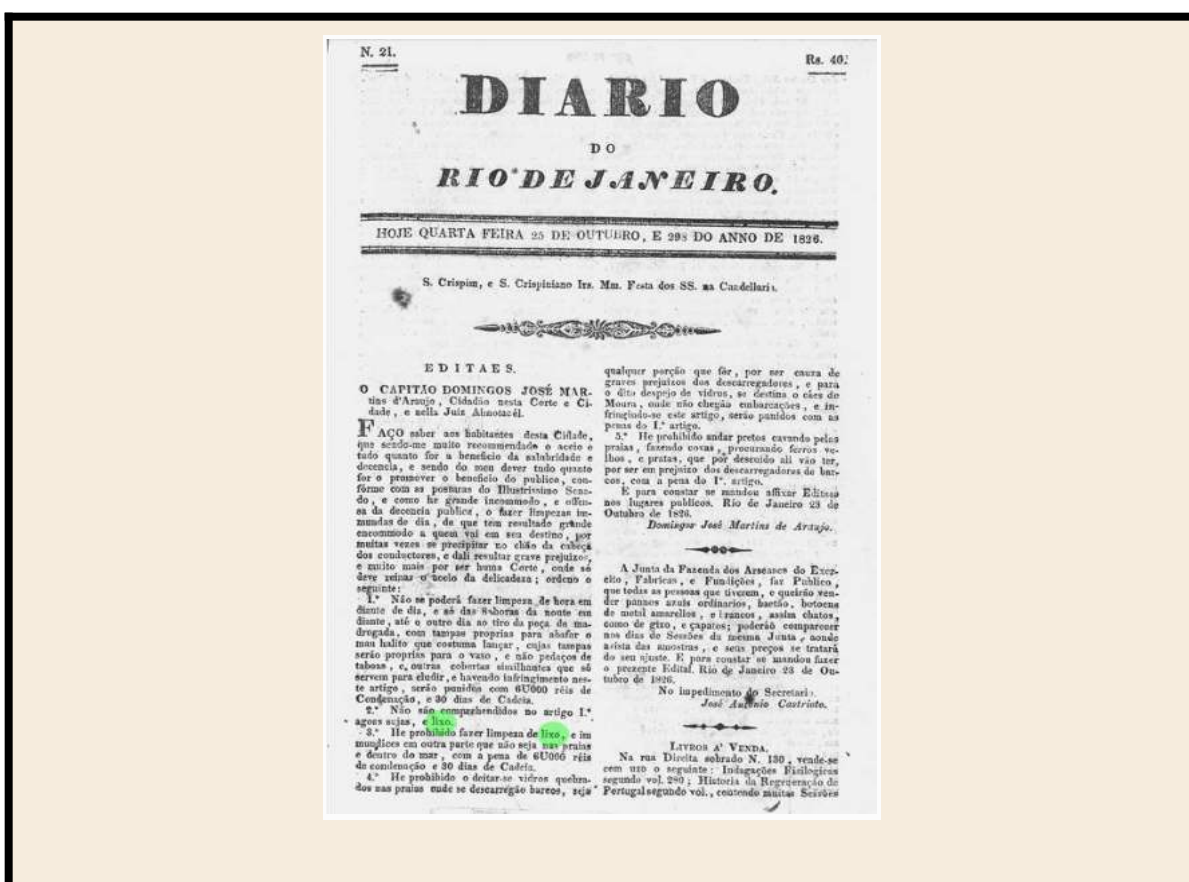 N. 21.
Rs. 40.
DIARIO
DO
RIO DE JANEIRO.
HOJE QUARTA FEIRA 25 DE OUTUBRO, E 298 DO ANNO DE 1826.
S. Crispim, e S. Crispiniano Irs. Mm. Festa dos SS. na Candellaria.
EDITAES.
O CAPITÃO DOMINGOS JOSÉ MAR-
tins d'Araujo, Cidadão nesta Corte e Ci-
dade, e nella Juiz Almotacél.
FAÇO saber aos habitantes desta Cidade,
que sendo-me muito recommendado o aceio e
tudo quanto for a beneficio da salubridade e
decencia, e sendo do meu dever tudo quanto
for o promover o beneficio do publico, con-
fórme com as posturas do Illustrissimo Sena-
do, e como he grande incommodo, e offen-
sa da decencia publica, o fazer limpezas im-
mundas de dia, de que tem resultado grande
encommodo a quem vai em seu destino, por
muitas vezes se precipitar no chão da cabeça
dos conductores, e dali resultar grave prejuizo,
e muito mais por ser huma Corte, onde só
deve reinar o aceio da delicadeza; ordeno o
seguinte:
1.º Não se poderá fazer limpeza de hora em
diante de dia, e só das 8 horas da noute em
diante, até o outro dia ao tiro da peça de ma-
drugada, com tampas proprias para abafar o
mau halito que costuma lançar, cujas tampas
serão proprias para o vaso, e não pedaços de
taboas, e, outras cobertas similhantes que só
servem para eludir, e havendo infringimento nes-
te artigo, serão punidos com 6U000 réis de
Condenação, e 30 dias de Cadeia.
2.º Não são comprehendidos no artigo 1.º
agoas sujas, e lixo.
3.º He prohibido fazer limpeza de lixo, e im
mundices em outra parte que não seja nas praias
e dentro do mar, com a pena de 6U000 réis
da condenação e 30 dias de Cadeia.
4.º He prohibido o deitar-se vidros quebra-
dos nas praias onde se descarregão barcos, seja
qualquer porção que fôr, por ser causa de
graves prejuizos dos descarregadores, e para
o dito despejo de vidros, se destina o cáes do
Moura, onde não chegão embarcações, e in-
fringindo-se este artigo, serão punidos com as
penas do 1.º artigo.
5.º He prohibido andar pretos cavando pelas
praias, fazendo covas, procurando ferros ve-
lhos, e pratas, que por descuido ali vão ter,
por ser em prejuizo dos descarregadores de bar-
cos, com a pena do 1º. artigo.
E para constar se mandou affixar Editaes
nos lugares publicos. Rio de Janeiro 23 de
Outubro de 1826.
Domingos José Martins de Araujo.
A Junta da Fazenda dos Arsenaes do Exer-
cito, Fabricas, e Fundições, faz Publico,
que todas as pessoas que tiverem, e queirão ven-
der pannos azuis ordinarios, baetão, botoens
de metal amarellos, e brancos, assim chatos,
como de gizo, e çapatos; poderão comparecer
nos dias de Sessões da mesma Junta, aonde
avista das amostras, e seus preços se tratará
do seu ajuste. E para constar se mandou fazer
o prezente Edital. Rio de Janeiro 23 de Ou-
tubro de 1826.
No impedimento do Secretario.
José Castrioto.
LIVROS A' VENDA.
Na rua Direita sobrado N. 130, vende-se
cem uzo o seguinte: Indagações Fisilogicas
segundo vol. 280; Historia da Regeneração de
Portugal segundo vol., contendo muitas Seisões